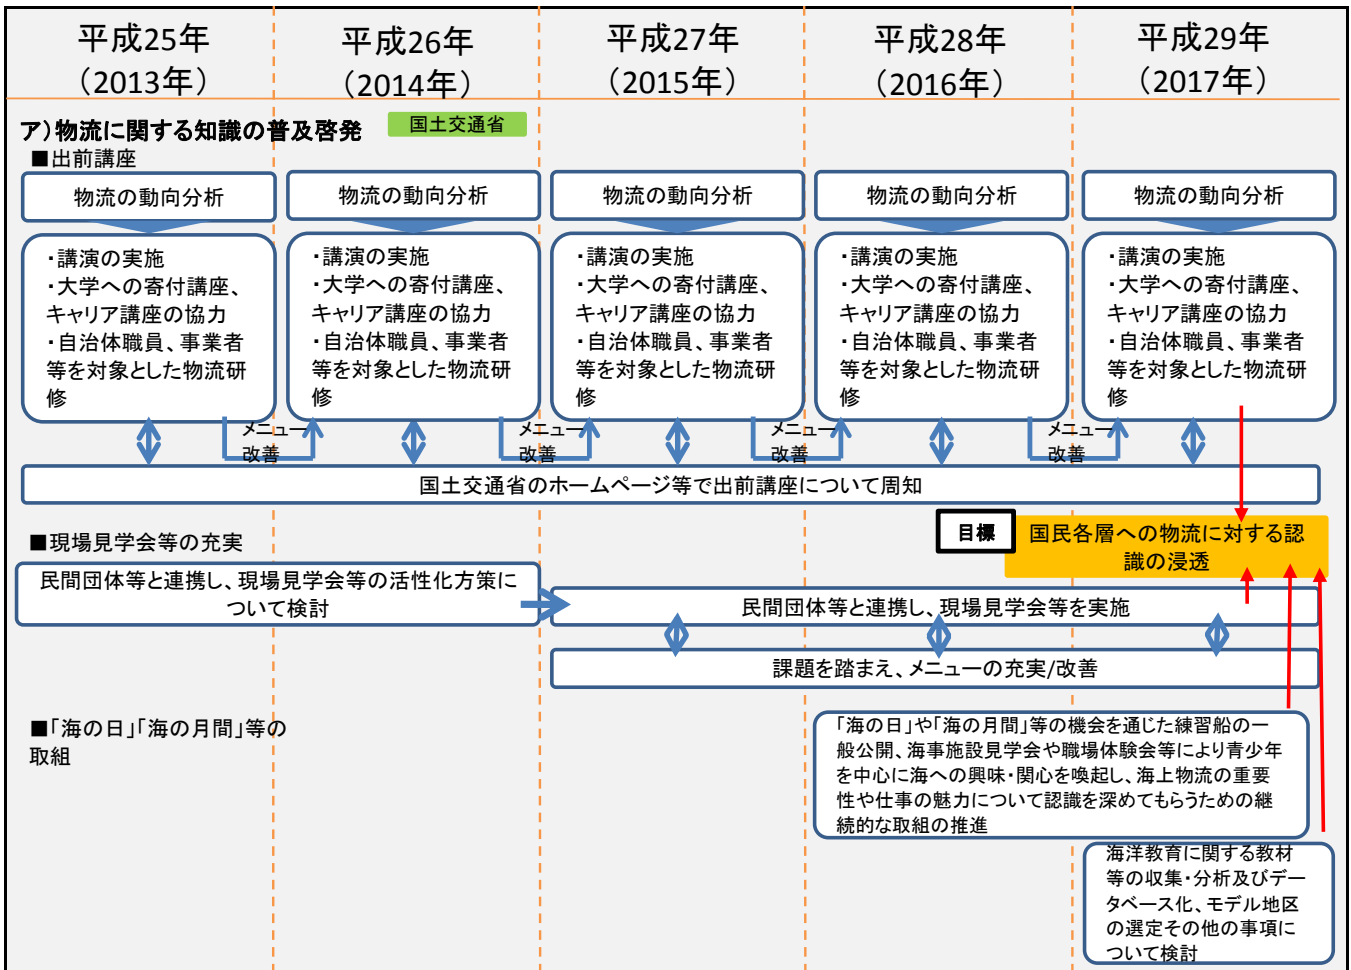 平成25年
（2013年）
平成26年
（2014年）
平成27年
（2015年）
平成28年
（2016年）
平成29年
（2017年）
ア）物流に関する知識の普及啓発
国土交通省
■出前講座
物流の動向分析
物流の動向分析
物流の動向分析
物流の動向分析
物流の動向分析
・講演の実施
・大学への寄付講座、
キャリア講座の協力
・自治体職員、事業者
等を対象とした物流研
修
・講演の実施
・大学への寄付講座、
キャリア講座の協力
・自治体職員、事業者
等を対象とした物流研
修
・講演の実施
・大学への寄付講座、
キャリア講座の協力
・自治体職員、事業者
等を対象とした物流研
修
・講演の実施
・大学への寄付講座、
キャリア講座の協力
・自治体職員、事業者
等を対象とした物流研
修
・講演の実施
・大学への寄付講座、
キャリア講座の協力
・自治体職員、事業者
等を対象とした物流研
修
メニュー
改善
メニュー
改善
メニュー
改善
メニュー
改善
国土交通省のホームページ等で出前講座について周知
目標
国民各層への物流に対する認
識の浸透
■現場見学会等の充実
民間団体等と連携し、現場見学会等の活性化方策に
ついて検討
民間団体等と連携し、現場見学会等を実施
課題を踏まえ、メニューの充実/改善
■「海の日」「海の月間」等の
取組
「海の日」や「海の月間」等の機会を通じた練習船の一
般公開、海事施設見学会や職場体験会等により青少年
を中心に海への興味・関心を喚起し、海上物流の重要
性や仕事の魅力について認識を深めてもらうための継
続的な取組の推進
海洋教育に関する教材
等の収集・分析及びデー
タベース化、モデル地区
の選定その他の事項に
ついて検討